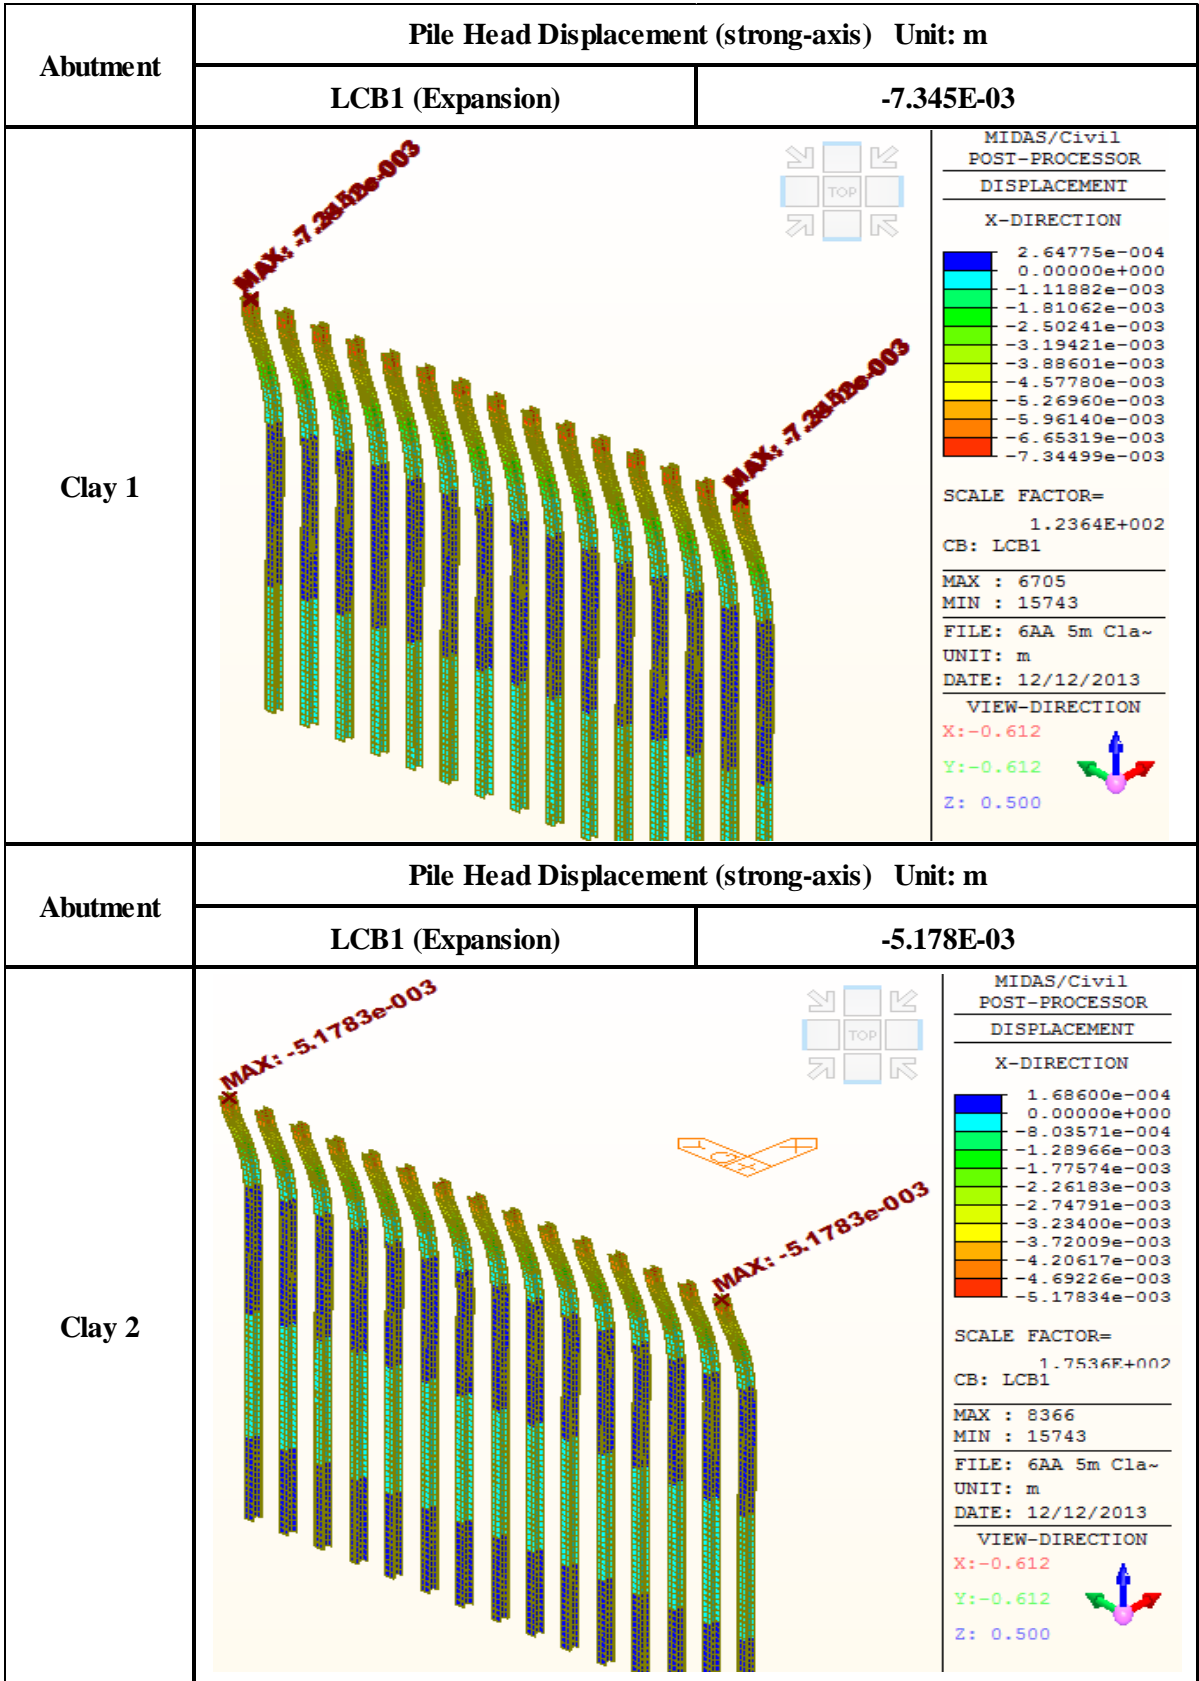 Abutment
Pile Head Displacement (strong-axis) Unit: m
LCB1 (Expansion)
-7.345E-03
Clay 1
TOP
MIDAS/Civil
POST-PROCESSOR
DISPLACEMENT
X-DIRECTION
2.64775e-004
0.00000e+000
-1.11882e-003
-1.81062e-003
-2.50241e-003
-3.19421e-003
-3.88601e-003
-4.57780e-003
-5.26960e-003
-5.96140e-003
-6.65319e-003
-7.34499e-003
SCALE FACTOR=
1.2364E+002
CB: LCB1
MAX : 6705
MIN : 15743
FILE: 6AA 5m Cla~
UNIT: m
DATE: 12/12/2013
VIEW-DIRECTION
X:-0.612
Y:-0.612
Z: 0.500
Abutment
Pile Head Displacement (strong-axis) Unit: m
LCB1 (Expansion)
-5.178E-03
Clay 2
MAX: -5.1783e-003
MAX: -5.1783e-003
TOP
MIDAS/Civil
POST-PROCESSOR
DISPLACEMENT
X-DIRECTION
1.68600e-004
0.00000e+000
-8.03571e-004
-1.28966e-003
-1.77574e-003
-2.26183e-003
-2.74791e-003
-3.23400e-003
-3.72009e-003
-4.20617e-003
-4.69226e-003
-5.17834e-003
SCALE FACTOR=
1.7536E+002
CB: LCB1
MAX : 8366
MIN : 15743
FILE: 6AA 5m Cla~
UNIT: m
DATE: 12/12/2013
VIEW-DIRECTION
X:-0.612
Y:-0.612
Z: 0.500